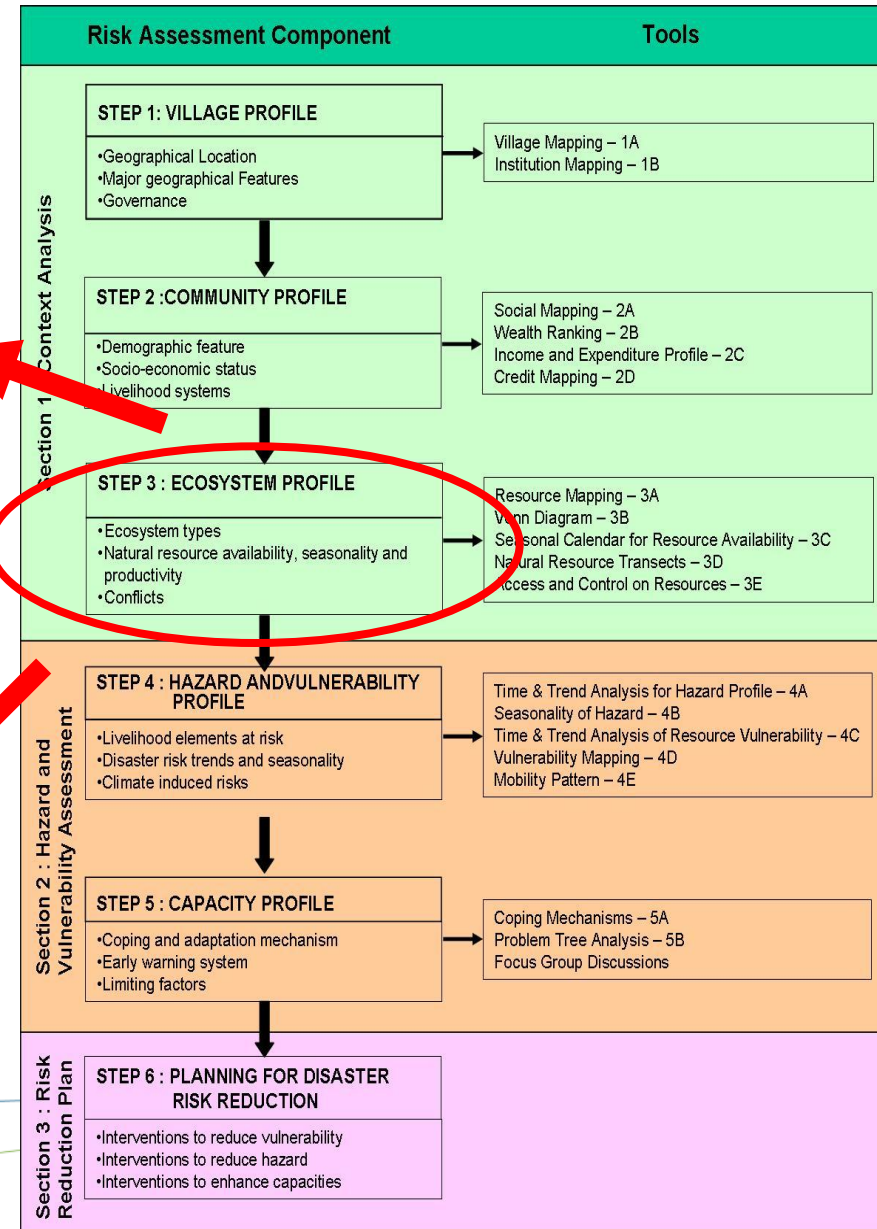 Risk Assessment Component
Tools
Section 1 : Context Analysis
STEP 1: VILLAGE PROFILE
•Geographical Location
•Major geographical Features
•Governance
Village Mapping – 1A
Institution Mapping – 1B
STEP 2 :COMMUNITY PROFILE
•Demographic feature
•Socio-economic status
•Livelihood systems
Social Mapping – 2A
Wealth Ranking – 2B
Income and Expenditure Profile – 2C
Credit Mapping – 2D
STEP 3 : ECOSYSTEM PROFILE
•Ecosystem types
•Natural resource availability, seasonality and
productivity
•Conflicts
Resource Mapping – 3A
Venn Diagram – 3B
Seasonal Calendar for Resource Availability – 3C
Natural Resource Transects – 3D
Access and Control on Resources – 3E
Section 2 : Hazard and
Vulnerability Assessment
STEP 4 : HAZARD ANDVULNERABILITY
PROFILE
•Livelihood elements at risk
•Disaster risk trends and seasonality
•Climate induced risks
Time & Trend Analysis for Hazard Profile – 4A
Seasonality of Hazard – 4B
Time & Trend Analysis of Resource Vulnerability – 4C
Vulnerability Mapping – 4D
Mobility Pattern – 4E
STEP 5 : CAPACITY PROFILE
•Coping and adaptation mechanism
•Early warning system
•Limiting factors
Coping Mechanisms – 5A
Problem Tree Analysis – 5B
Focus Group Discussions
Section 3 : Risk
Reduction Plan
STEP 6 : PLANNING FOR DISASTER
RISK REDUCTION
•Interventions to reduce vulnerability
•Interventions to reduce hazard
•Interventions to enhance capacities